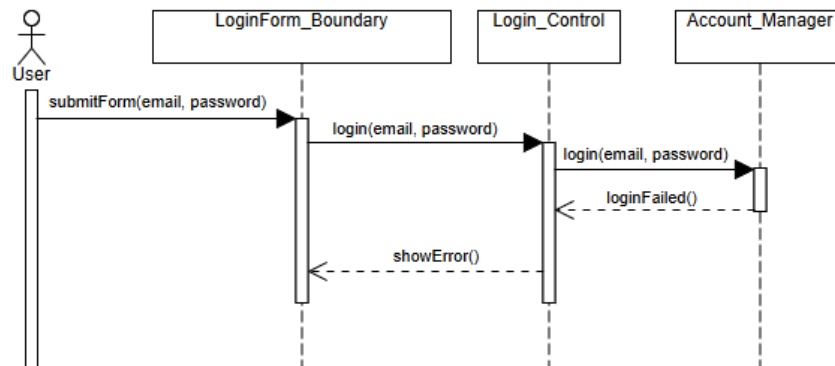 LoginForm_Boundary
Login_Control
Account_Manager
User
submitForm(email, password)
login(email, password)
login(email, password)
loginFailed()
showError()